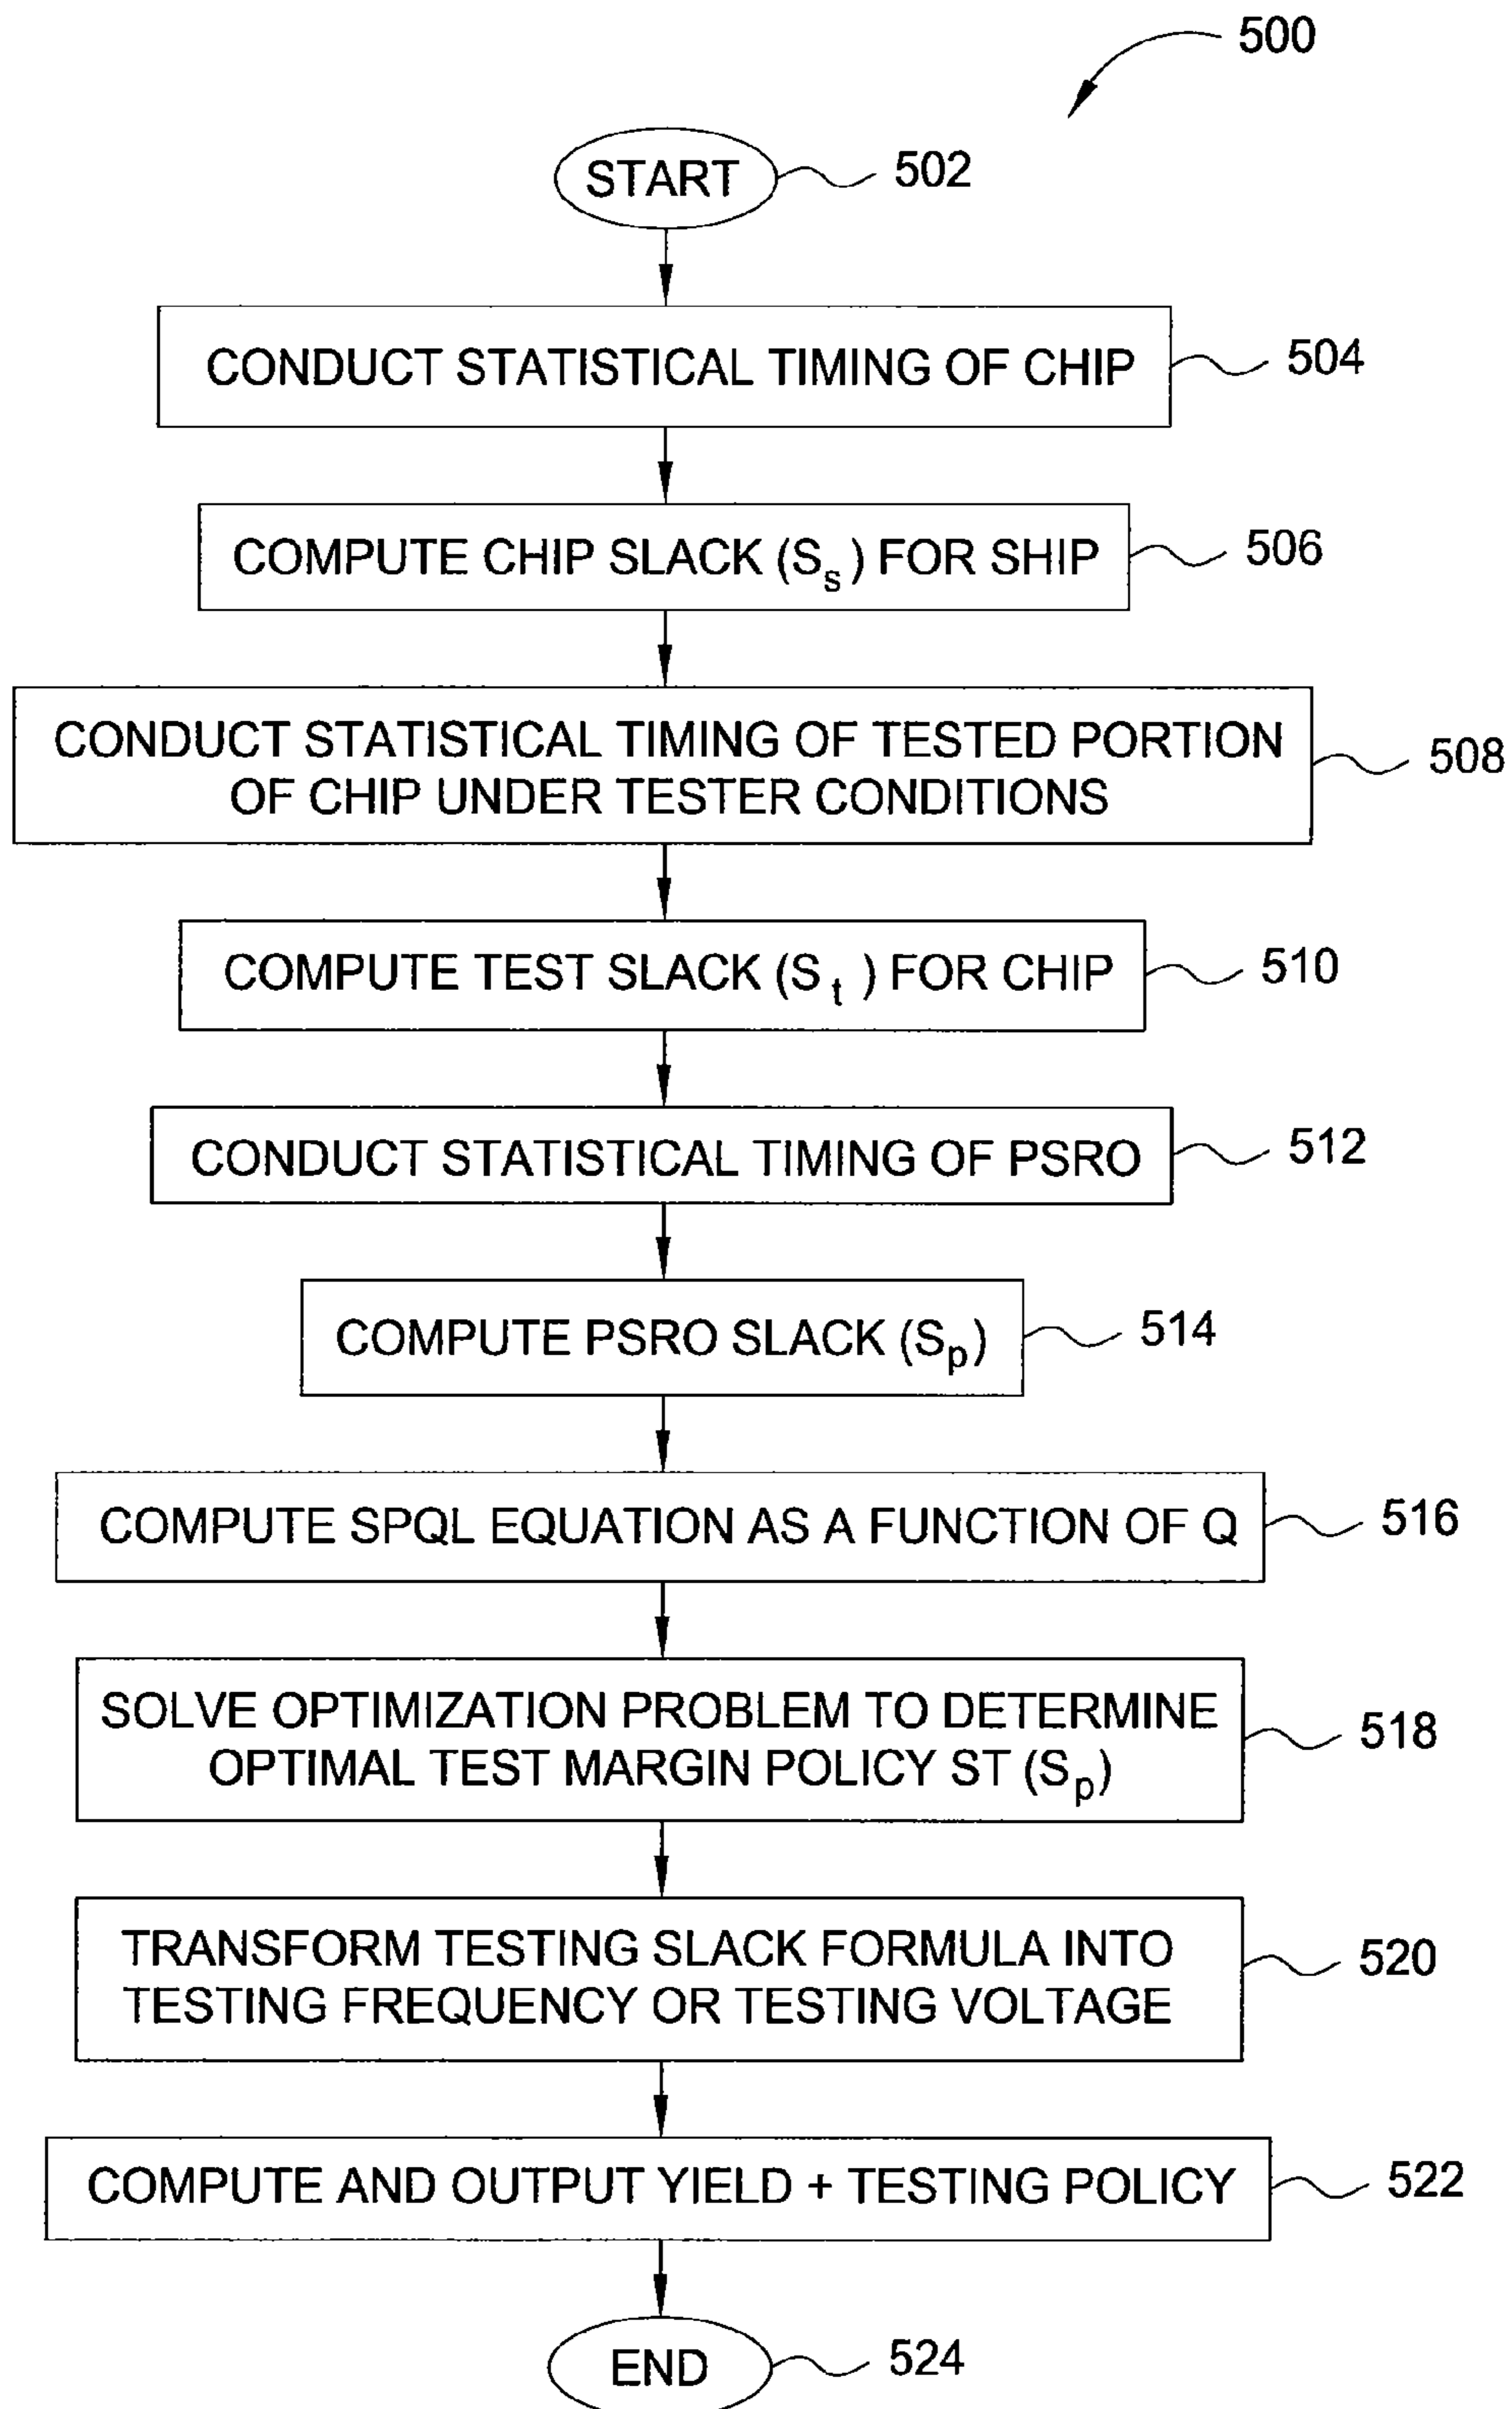 500
START 502
CONDUCT STATISTICAL TIMING OF CHIP 504
COMPUTE CHIP SLACK (Ss) FOR SHIP 506
CONDUCT STATISTICAL TIMING OF TESTED PORTION
OF CHIP UNDER TESTER CONDITIONS
508
COMPUTE TEST SLACK (St) FOR CHIP 510
CONDUCT STATISTICAL TIMING OF PSRO 512
COMPUTE PSRO SLACK (Sp) 514
COMPUTE SPQL EQUATION AS A FUNCTION OF Q 516
SOLVE OPTIMIZATION PROBLEM TO DETERMINE
OPTIMAL TEST MARGIN POLICY ST (Sp)
518
TRANSFORM TESTING SLACK FORMULA INTO
TESTING FREQUENCY OR TESTING VOLTAGE
520
COMPUTE AND OUTPUT YIELD + TESTING POLICY 522
END 524